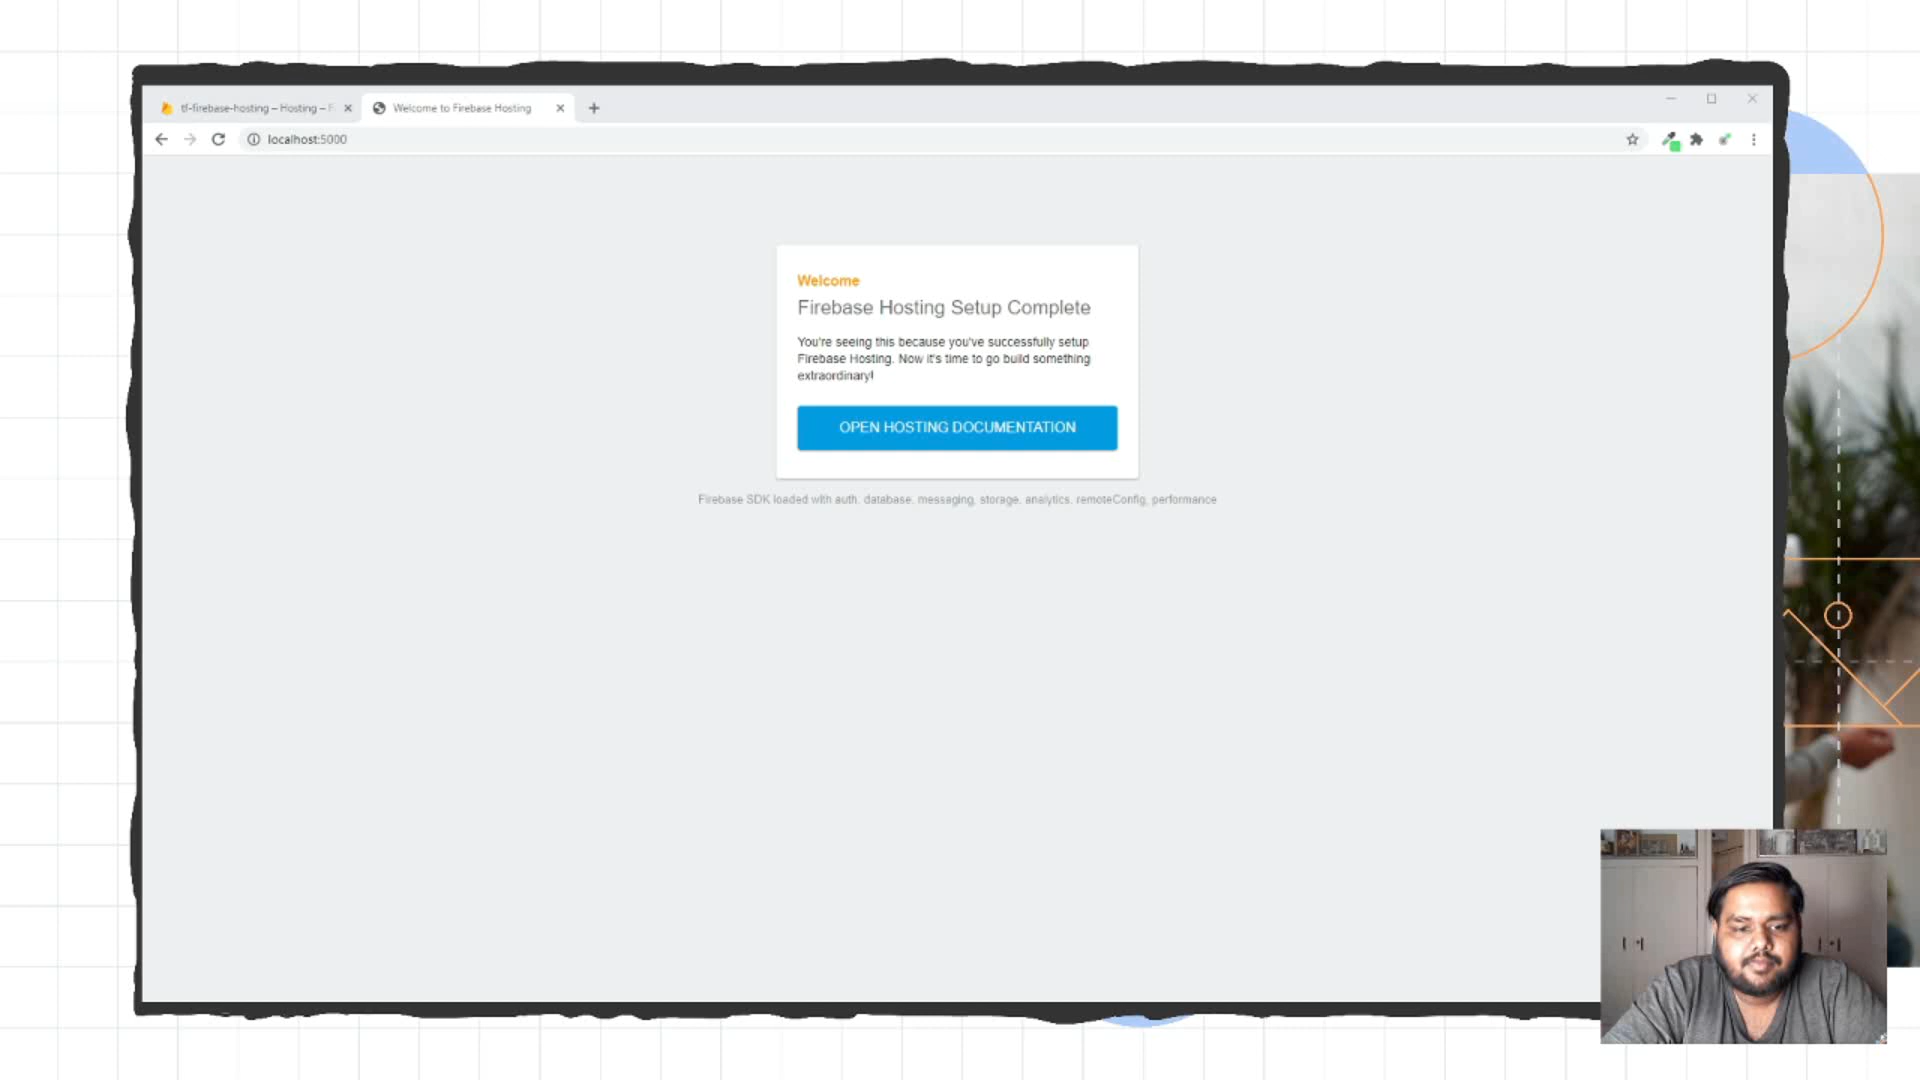 tf-firebase-hosting – Hosting – F
Welcome to Firebase Hosting
localhost:5000
Welcome
Firebase Hosting Setup Complete
You're seeing this because you've successfully setup
Firebase Hosting. Now it's time to go build something
extraordinary!
OPEN HOSTING DOCUMENTATION
Firebase SDK loaded with auth, database, messaging, storage, analytics, remoteConfig, performance